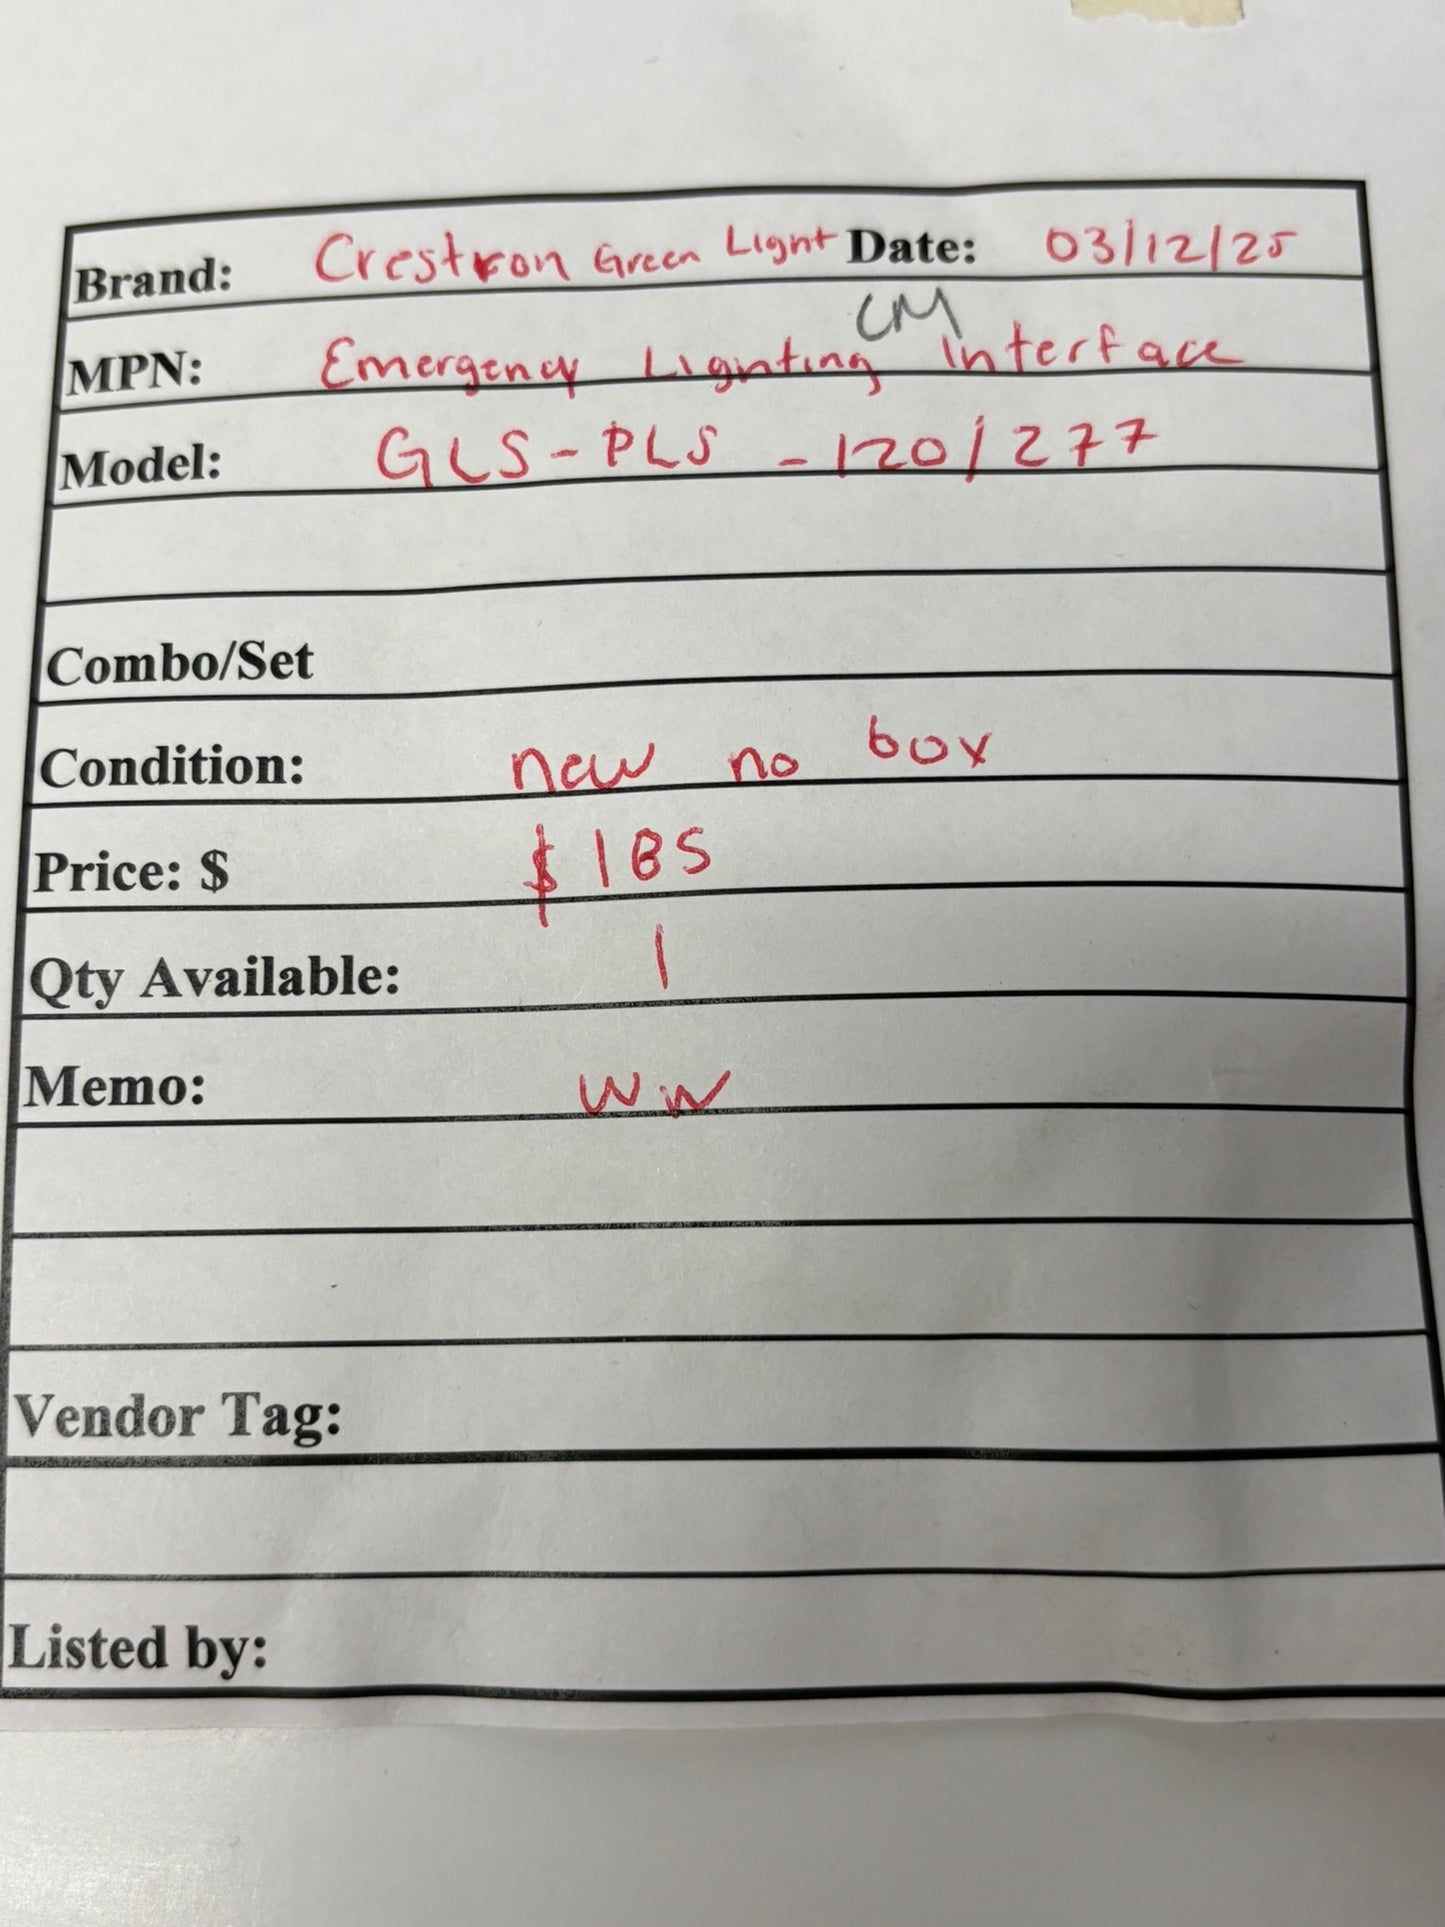 Brand: Crestron Green Light Date: 03/12/25
CM
MPN: Emergency Lighting Interface
Model: GLS-PLS-120/277
Combo/Set
Condition: new no box
Price: $ $185
Qty Available: 1
Memo: WW
Vendor Tag:
Listed by: